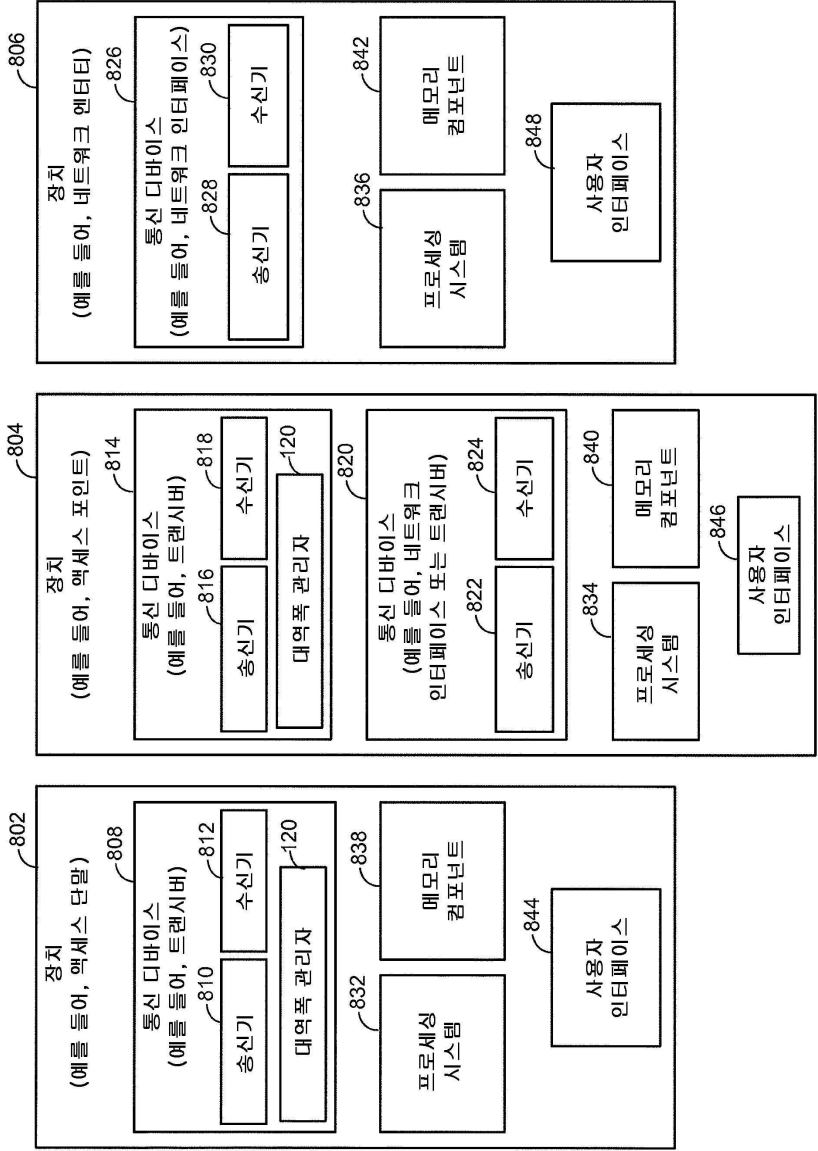 802
장치
(예를 들어, 액세스 단말)
808
통신 디바이스
(예를 들어, 트랜시버)
810
812
송신기
수신기
120
대역폭 관리자
832
838
프로세싱
시스템
메모리
컴포넌트
844
사용자
인터페이스
804
장치
(예를 들어, 액세스 포인트)
814
통신 디바이스
(예를 들어, 트랜시버)
816
818
송신기
수신기
120
대역폭 관리자
820
통신 디바이스
(예를 들어, 네트워크
인터페이스 또는 트랜시버)
822
824
송신기
수신기
834
840
프로세싱
시스템
메모리
컴포넌트
846
사용자
인터페이스
806
장치
(예를 들어, 네트워크 엔터티)
826
통신 디바이스
(예를 들어, 네트워크 인터페이스)
828
830
송신기
수신기
836
842
프로세싱
시스템
메모리
컴포넌트
848
사용자
인터페이스